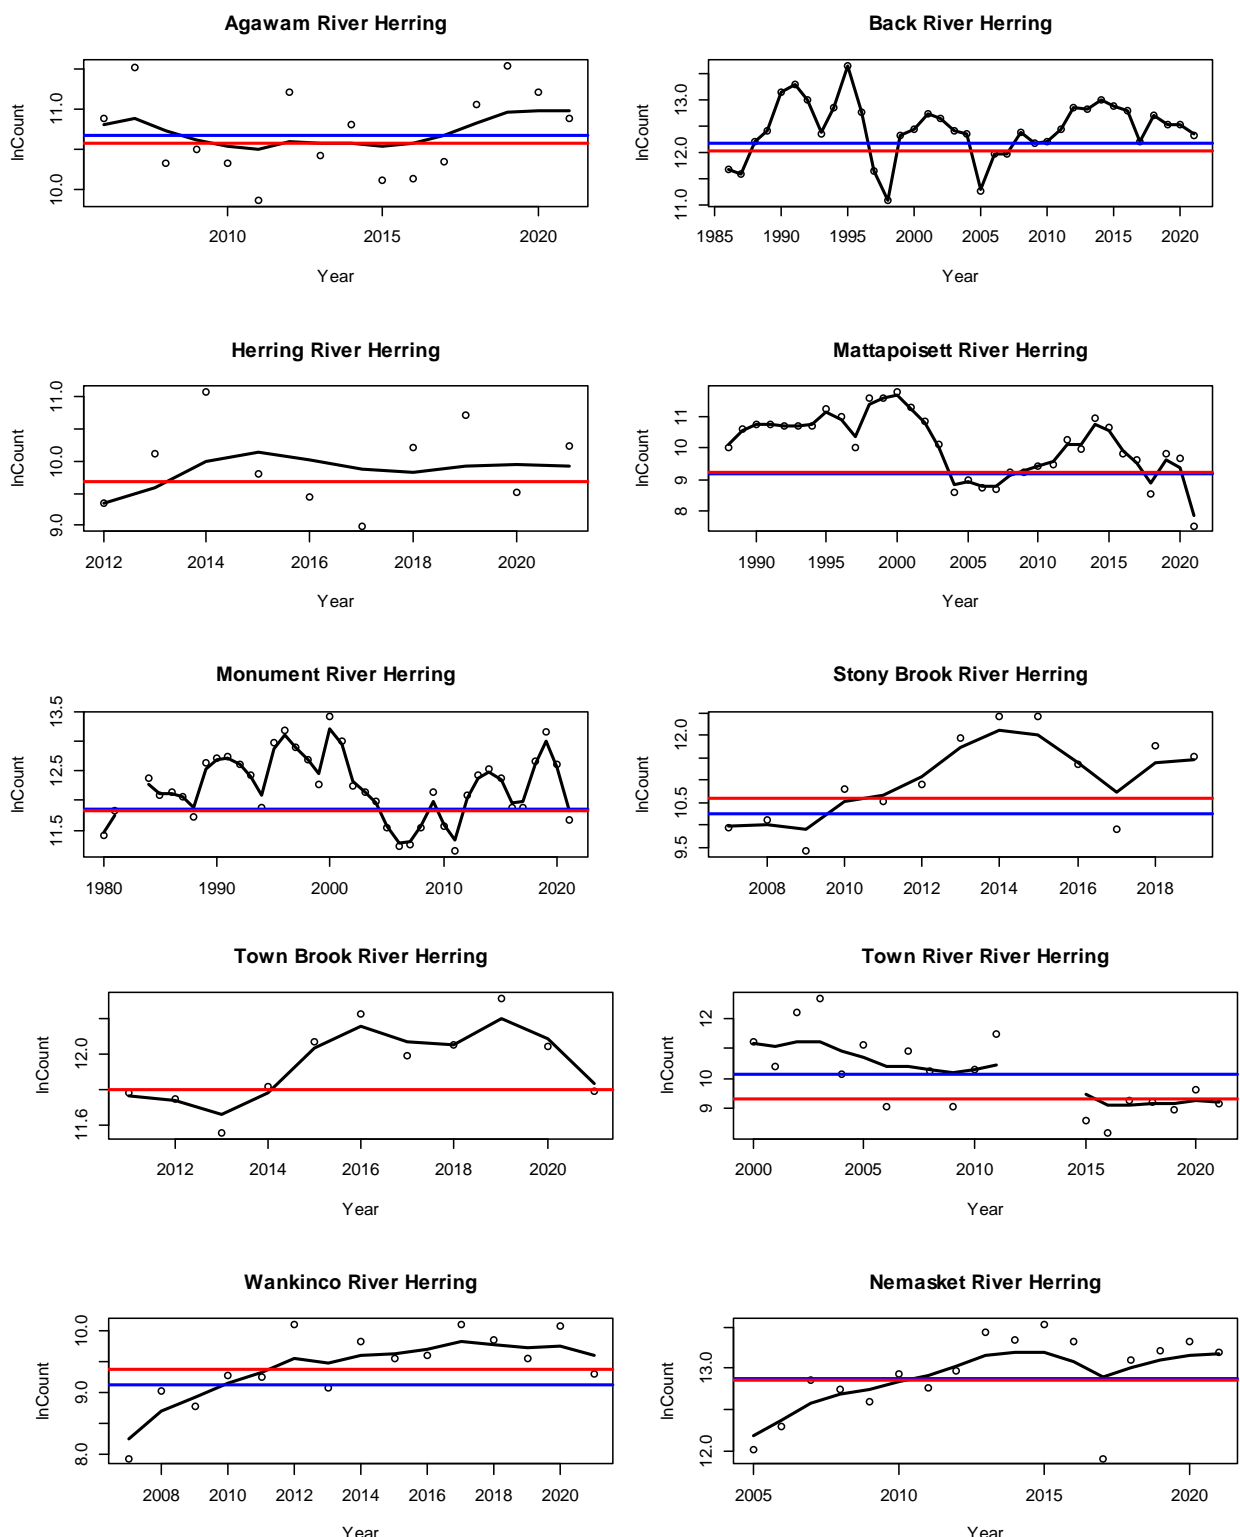 Agawam River Herring
lnCount
10.0 11.0
2010 2015 2020
Year
Back River Herring
lnCount
11.0 12.0 13.0
1985 1990 1995 2000 2005 2010 2015 2020
Year
Herring River Herring
lnCount
9.0 10.0 11.0
2012 2014 2016 2018 2020
Year
Mattapoisett River Herring
lnCount
8 9 10 11
1990 1995 2000 2005 2010 2015 2020
Year
Monument River Herring
lnCount
11.5 12.5 13.5
1980 1990 2000 2010 2020
Year
Stony Brook River Herring
lnCount
9.5 10.5 12.0
2008 2010 2012 2014 2016 2018
Year
Town Brook River Herring
lnCount
11.6 12.0
2012 2014 2016 2018 2020
Year
Town River River Herring
lnCount
9 10 12
2000 2005 2010 2015 2020
Year
Wankinco River Herring
lnCount
8.0 9.0 10.0
2008 2010 2012 2014 2016 2018 2020
Year
Nemasket River Herring
lnCount
12.0 13.0
2005 2010 2015 2020
Year